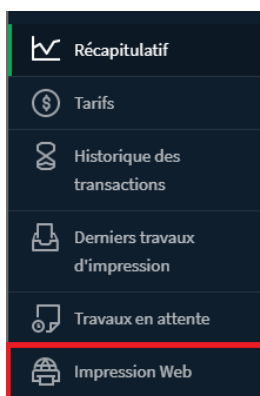 Récapitulatif
Tarifs
Historique des
transactions
Derniers travaux
d'impression
Travaux en attente
Impression Web